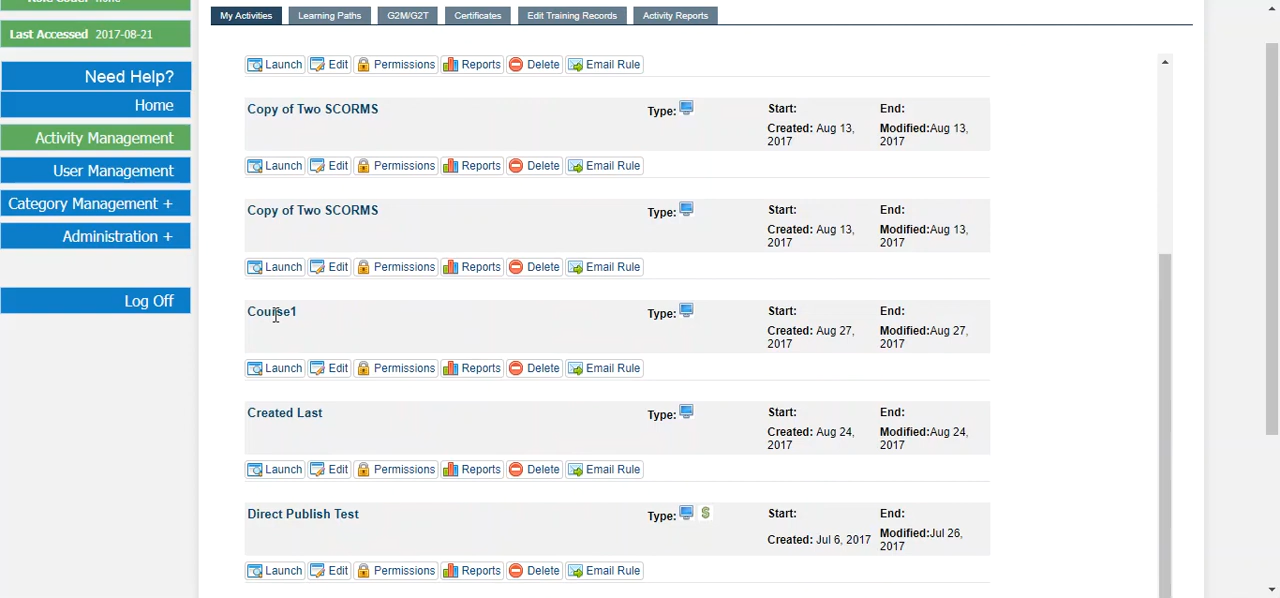 Last Accessed 2017-08-21
Need Help?
Home
Activity Management
User Management
Category Management +
Administration +
Log Off
My Activities Learning Paths G2M/G2T Certificates Edit Training Records Activity Reports
Launch Edit Permissions Reports Delete Email Rule
Copy of Two SCORMS Type: Start: End:
Created: Aug 13, 2017 Modified:Aug 13, 2017
Launch Edit Permissions Reports Delete Email Rule
Copy of Two SCORMS Type: Start: End:
Created: Aug 13, 2017 Modified:Aug 13, 2017
Launch Edit Permissions Reports Delete Email Rule
Course1 Type: Start: End:
Created: Aug 27, 2017 Modified:Aug 27, 2017
Launch Edit Permissions Reports Delete Email Rule
Created Last Type: Start: End:
Created: Aug 24, 2017 Modified:Aug 24, 2017
Launch Edit Permissions Reports Delete Email Rule
Direct Publish Test Type: $ Start: End:
Created: Jul 6, 2017 Modified:Jul 26, 2017
Launch Edit Permissions Reports Delete Email Rule